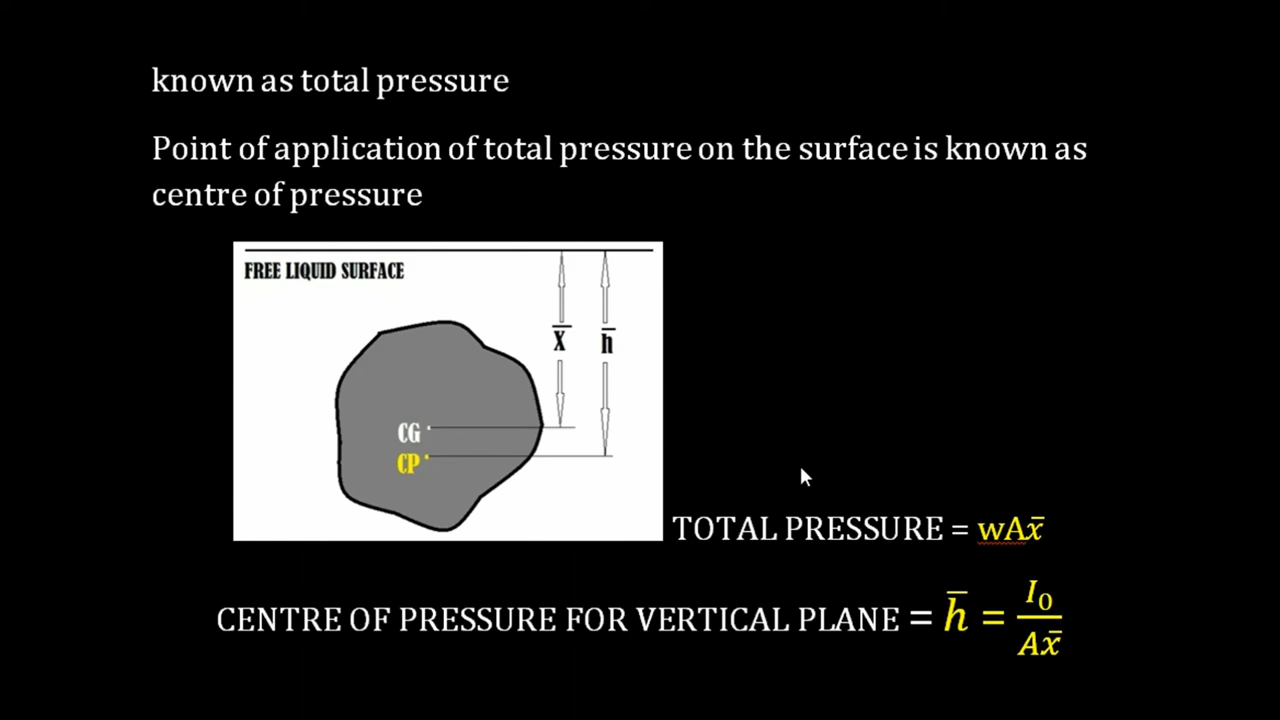 known as total pressure
Point of application of total pressure on the surface is known as
centre of pressure
FREE LIQUID SURFACE
X̅ h̅
CG
CP
TOTAL PRESSURE = wAx̅
CENTRE OF PRESSURE FOR VERTICAL PLANE = h̅ = I₀/Ax̅